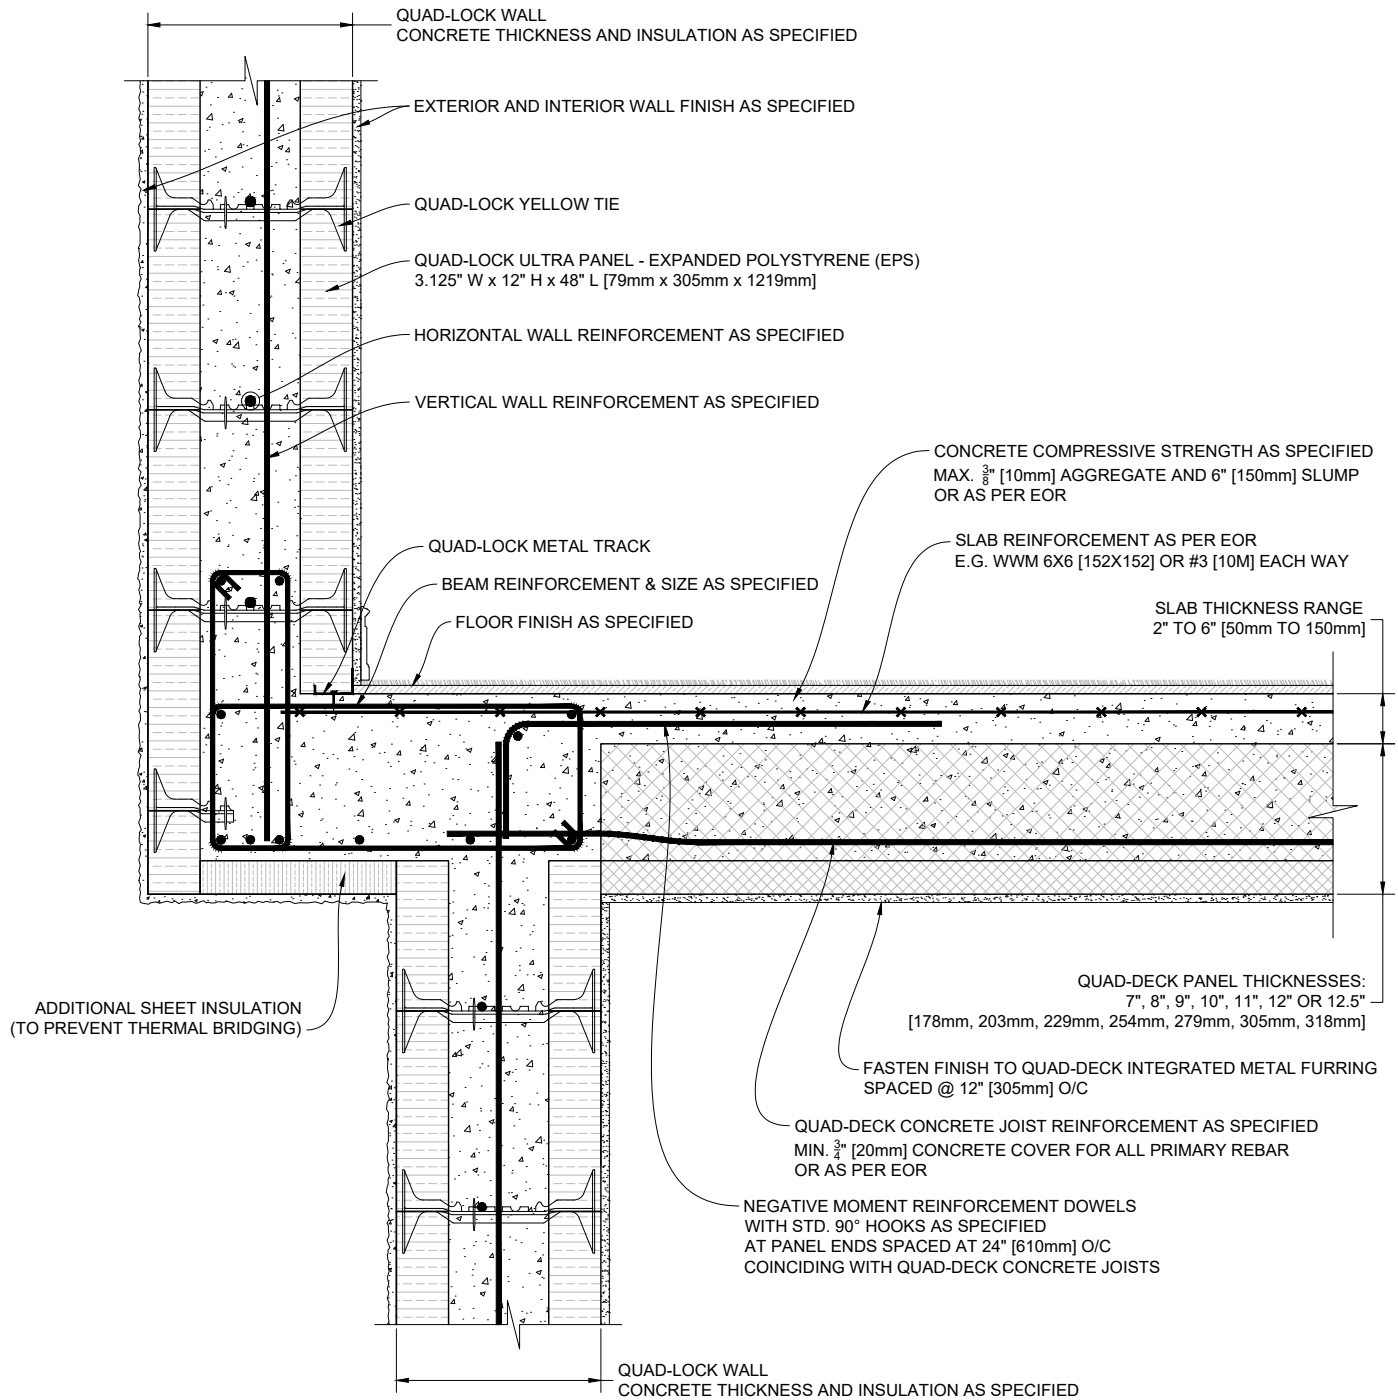 QUAD-LOCK WALL
CONCRETE THICKNESS AND INSULATION AS SPECIFIED
EXTERIOR AND INTERIOR WALL FINISH AS SPECIFIED
QUAD-LOCK YELLOW TIE
QUAD-LOCK ULTRA PANEL - EXPANDED POLYSTYRENE (EPS)
3.125" W x 12" H x 48" L [79mm x 305mm x 1219mm]
HORIZONTAL WALL REINFORCEMENT AS SPECIFIED
VERTICAL WALL REINFORCEMENT AS SPECIFIED
CONCRETE COMPRESSIVE STRENGTH AS SPECIFIED
MAX. 3/8" [10mm] AGGREGATE AND 6" [150mm] SLUMP
OR AS PER EOR
SLAB REINFORCEMENT AS PER EOR
E.G. WWM 6X6 [152X152] OR #3 [10M] EACH WAY
QUAD-LOCK METAL TRACK
BEAM REINFORCEMENT & SIZE AS SPECIFIED
FLOOR FINISH AS SPECIFIED
SLAB THICKNESS RANGE
2" TO 6" [50mm TO 150mm]
ADDITIONAL SHEET INSULATION
(TO PREVENT THERMAL BRIDGING)
QUAD-DECK PANEL THICKNESSES:
7", 8", 9", 10", 11", 12" OR 12.5"
[178mm, 203mm, 229mm, 254mm, 279mm, 305mm, 318mm]
FASTEN FINISH TO QUAD-DECK INTEGRATED METAL FURRING
SPACED @ 12" [305mm] O/C
QUAD-DECK CONCRETE JOIST REINFORCEMENT AS SPECIFIED
MIN. 3/4" [20mm] CONCRETE COVER FOR ALL PRIMARY REBAR
OR AS PER EOR
NEGATIVE MOMENT REINFORCEMENT DOWELS
WITH STD. 90° HOOKS AS SPECIFIED
AT PANEL ENDS SPACED AT 24" [610mm] O/C
COINCIDING WITH QUAD-DECK CONCRETE JOISTS
QUAD-LOCK WALL
CONCRETE THICKNESS AND INSULATION AS SPECIFIED